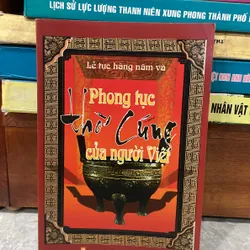 LỊCH SỬ LỰC LƯỢNG THANH NIÊN XUNG PHONG THÀNH PHỐ
NHÂN VẬT
Lễ tục hàng năm và
Phong tục
thờ Cúng
của người Việt